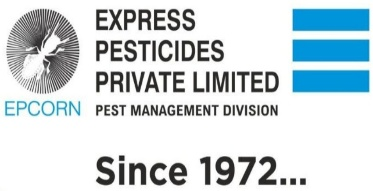 EXPRESS
PESTICIDES
PRIVATE LIMITED
EPCORN
PEST MANAGEMENT DIVISION
Since 1972...